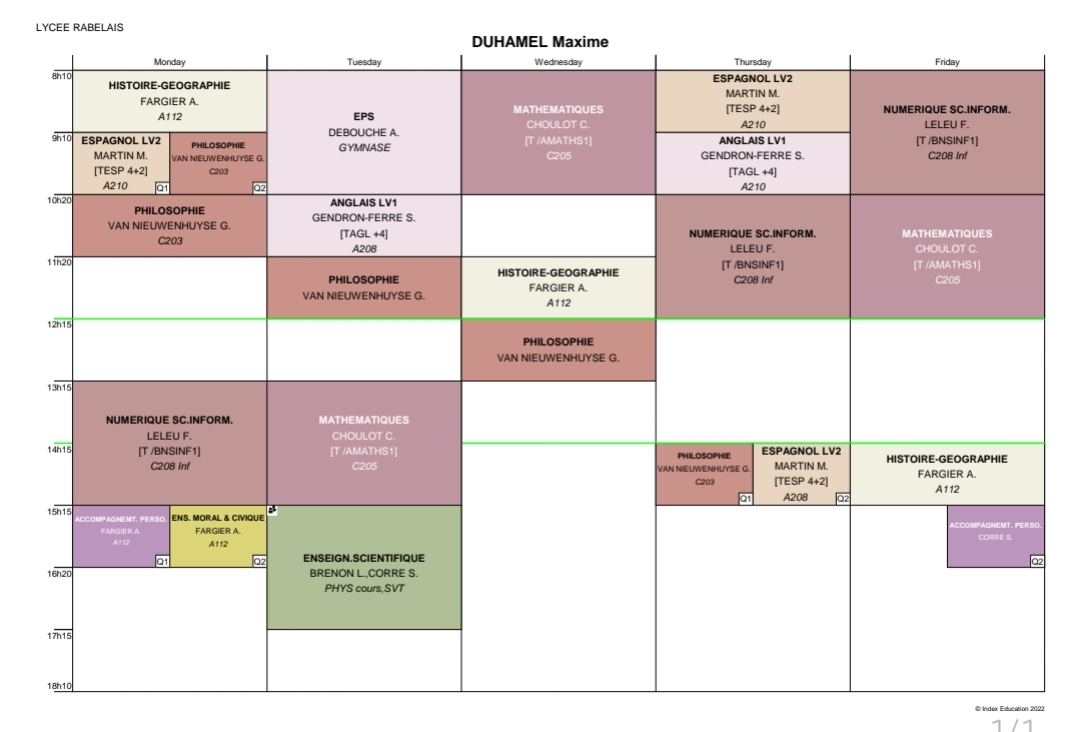 LYCEE RABELAIS
DUHAMEL Maxime
Monday
Tuesday
Wednesday
Thursday
Friday
8h10
9h10
10h20
11h20
12h15
13h15
14h15
15h15
16h20
17h15
18h10
HISTOIRE-GEOGRAPHIE
FARGIER A.
A112
ESPAGNOL LV2
MARTIN M.
[TESP 4+2]
A210
Q1
PHILOSOPHIE
VAN NIEUWENHUYSE G.
C203
Q2
PHILOSOPHIE
VAN NIEUWENHUYSE G.
C203
NUMERIQUE SC.INFORM.
LELEU F.
[T /BNSINF1]
C208 Inf
ACCOMPAGNEMT. PERSO.
FARGIER A.
A112
Q1
ENS. MORAL & CIVIQUE
FARGIER A.
A112
Q2
EPS
DEBOUCHE A.
GYMNASE
ANGLAIS LV1
GENDRON-FERRE S.
[TAGL +4]
A208
PHILOSOPHIE
VAN NIEUWENHUYSE G.
MATHEMATIQUES
CHOULOT C.
[T /AMATHS1]
C205
ENSEIGN.SCIENTIFIQUE
BRENON L.,CORRE S.
PHYS cours,SVT
MATHEMATIQUES
CHOULOT C.
[T /AMATHS1]
C205
HISTOIRE-GEOGRAPHIE
FARGIER A.
A112
PHILOSOPHIE
VAN NIEUWENHUYSE G.
ESPAGNOL LV2
MARTIN M.
[TESP 4+2]
A210
ANGLAIS LV1
GENDRON-FERRE S.
[TAGL +4]
A210
NUMERIQUE SC.INFORM.
LELEU F.
[T /BNSINF1]
C208 Inf
PHILOSOPHIE
VAN NIEUWENHUYSE G.
C203
Q1
ESPAGNOL LV2
MARTIN M.
[TESP 4+2]
A208
Q2
NUMERIQUE SC.INFORM.
LELEU F.
[T /BNSINF1]
C208 Inf
MATHEMATIQUES
CHOULOT C.
[T /AMATHS1]
C205
HISTOIRE-GEOGRAPHIE
FARGIER A.
A112
ACCOMPAGNEMT. PERSO.
CORRE S.
Q2
© Index Education 2022
1/1